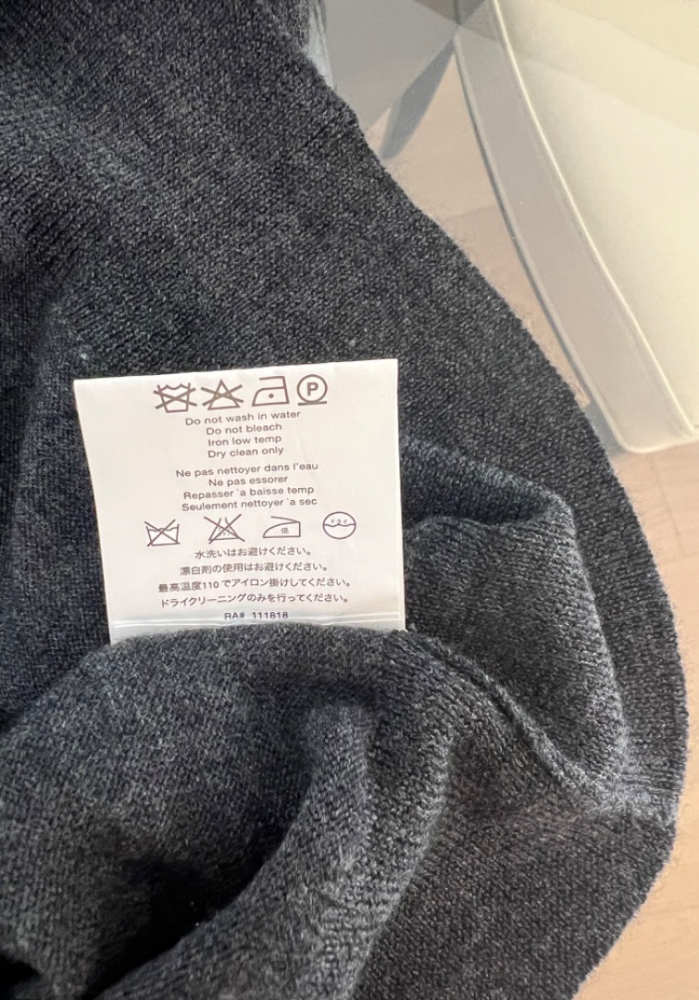 P
Do not wash in water
Do not bleach
Iron low temp
Dry clean only
Ne pas nettoyer dans l'eau
Ne pas essorer
Repasser `a baisse temp
Seulement nettoyer `a sec
低 ドライ
水洗いはお避けください。
漂白剤の使用はお避けください。
最高温度110でアイロン掛けしてください。
ドライクリーニングのみを行ってください。
RA# 111818